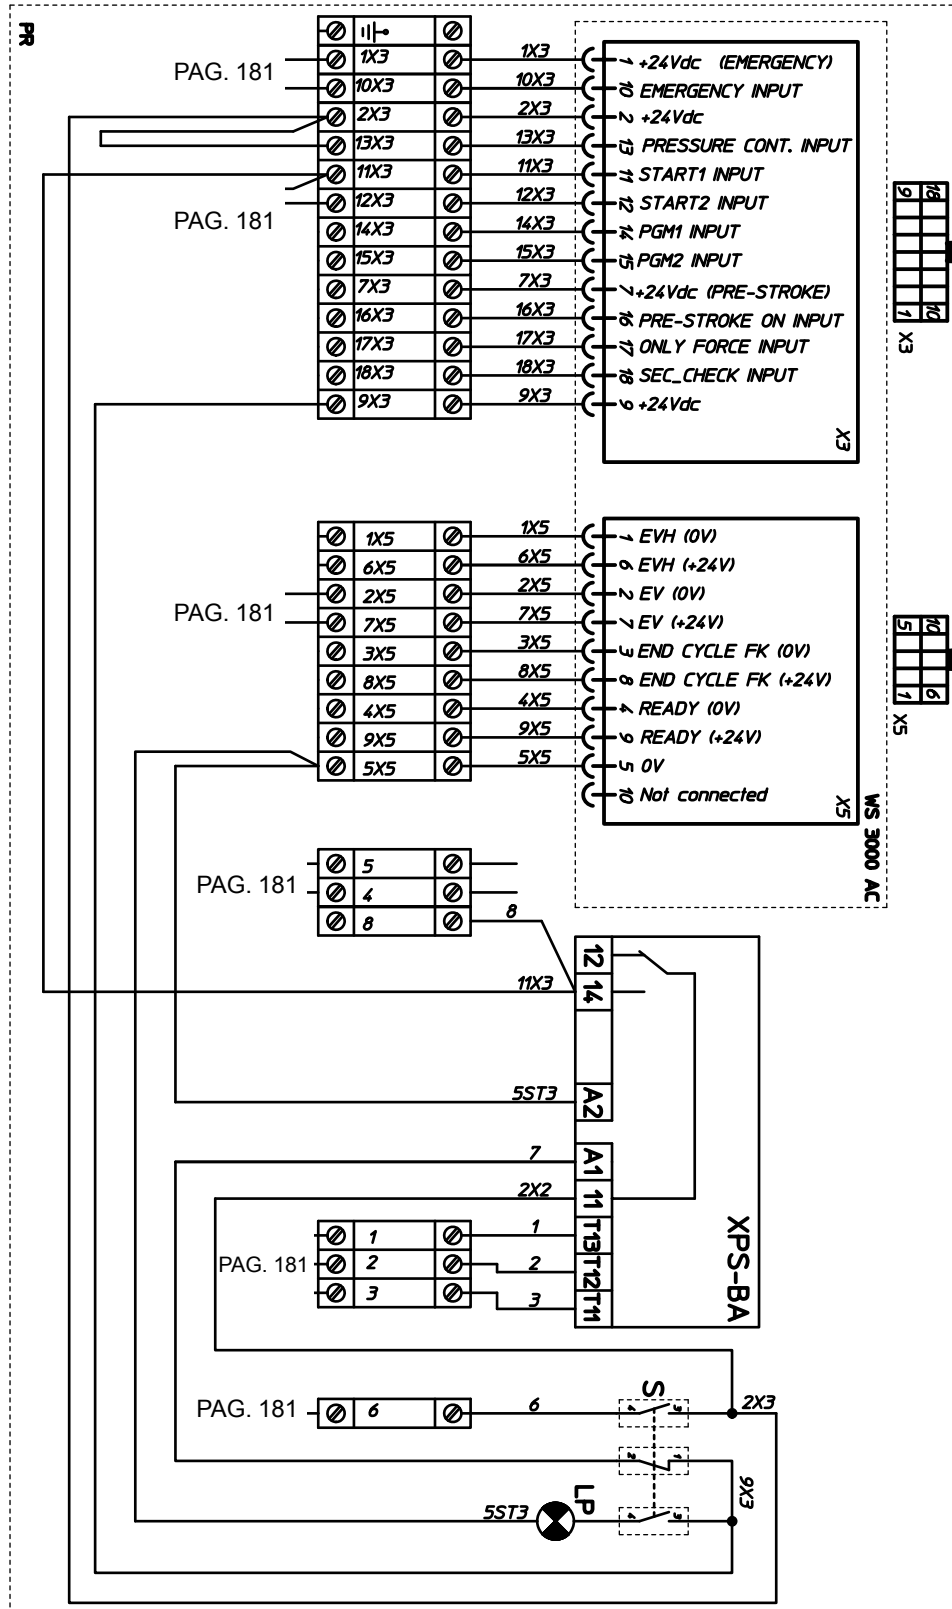 PR
PAG. 181
PAG. 181
1X3
10X3
2X3
13X3
11X3
12X3
14X3
15X3
7X3
16X3
17X3
18X3
9X3
1X3
10X3
2X3
13X3
11X3
12X3
14X3
15X3
7X3
16X3
17X3
18X3
9X3
1 +24Vdc (EMERGENCY)
10 EMERGENCY INPUT
2 +24Vdc
13 PRESSURE CONT. INPUT
11 START1 INPUT
12 START2 INPUT
14 PGM1 INPUT
15 PGM2 INPUT
7 +24Vdc (PRE-STROKE)
16 PRE-STROKE ON INPUT
17 ONLY FORCE INPUT
18 SEC_CHECK INPUT
9 +24Vdc
X3
9 18
1 10
X3
PAG. 181
1X5
6X5
2X5
7X5
3X5
8X5
4X5
9X5
5X5
1X5
6X5
2X5
7X5
3X5
8X5
4X5
9X5
5X5
1 EVH (0V)
6 EVH (+24V)
2 EV (0V)
7 EV (+24V)
3 END CYCLE FK (0V)
8 END CYCLE FK (+24V)
4 READY (0V)
9 READY (+24V)
5 0V
10 Not connected
X5
WS 3000 AC
5 10
1 6
X5
PAG. 181
5
4
8
8
11X3
5ST3
7
2X2
1
2
3
12
14
A2
A1
11
T13
T12
T11
XPS-BA
PAG. 181
1
2
3
PAG. 181
6
6
S
4 3
2X3
2 1
9X3
5ST3
LP
4 3